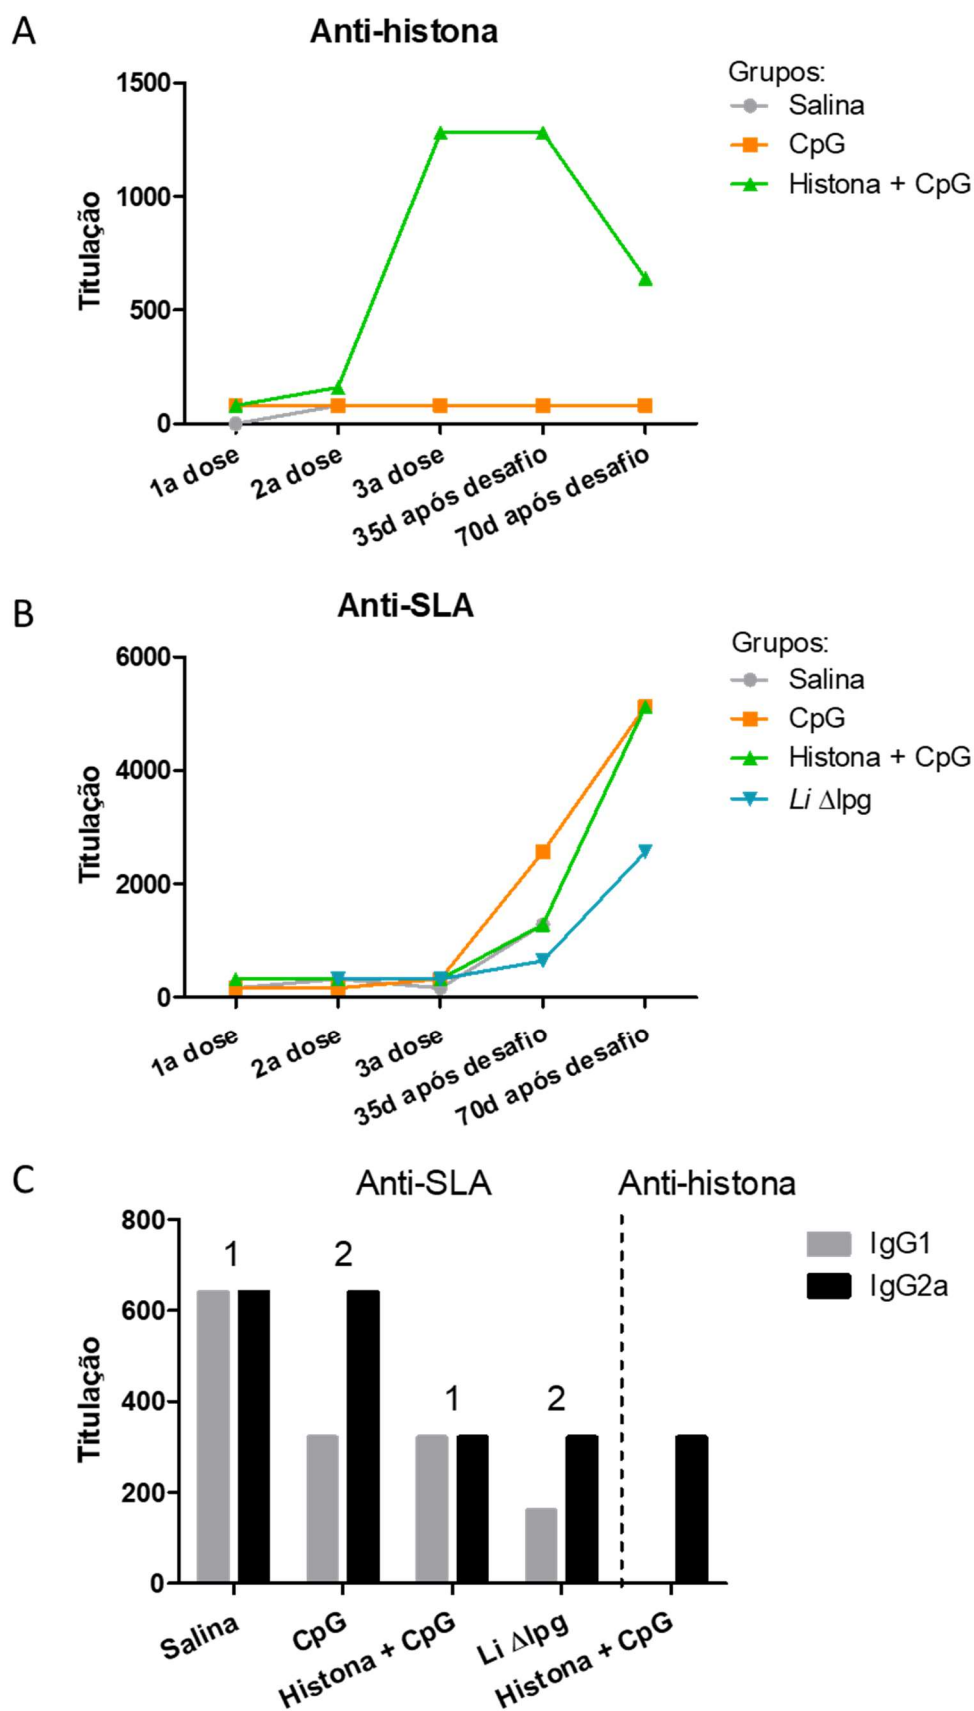 A
Anti-histona
Titulação
1500
1000
500
0
1a dose
2a dose
3a dose
35d após desafio
70d após desafio
Grupos:
Salina
CpG
Histona + CpG
B
Anti-SLA
Titulação
6000
4000
2000
0
1a dose
2a dose
3a dose
35d após desafio
70d após desafio
Grupos:
Salina
CpG
Histona + CpG
Li Δlpg
C
Anti-SLA
Anti-histona
Titulação
800
600
400
200
0
1
2
1
2
Salina
CpG
Histona + CpG
Li Δlpg
Histona + CpG
IgG1
IgG2a